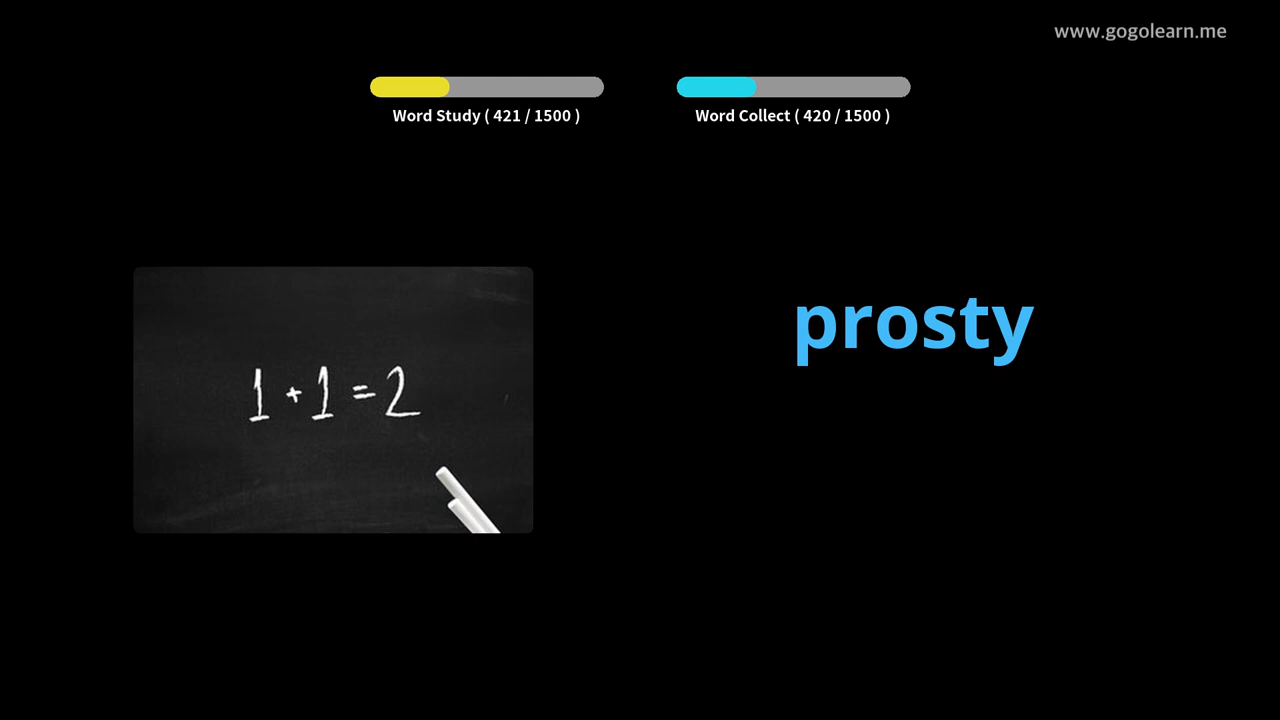 www.gogolearn.me
Word Study ( 421 / 1500 )
Word Collect ( 420 / 1500 )
1 + 1 = 2
prosty